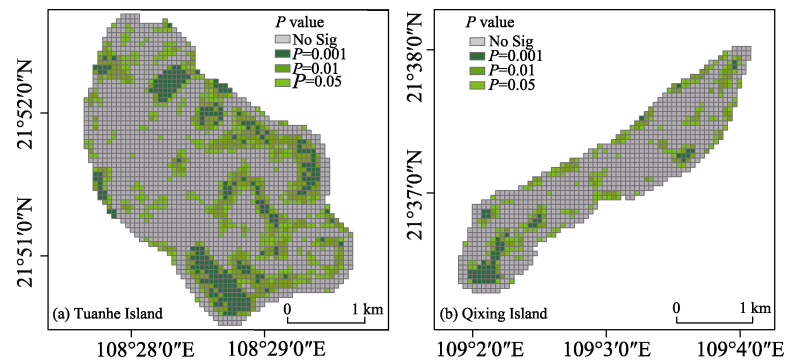 P value
No Sig
P=0.001
P=0.01
P=0.05
21°52′0″N
21°51′0″N
(a) Tuanhe Island
0 1 km
108°28′0″E 108°29′0″E
P value
No Sig
P=0.001
P=0.01
P=0.05
21°38′0″N
21°37′0″N
(b) Qixing Island
0 1 km
109°2′0″E 109°3′0″E 109°4′0″E